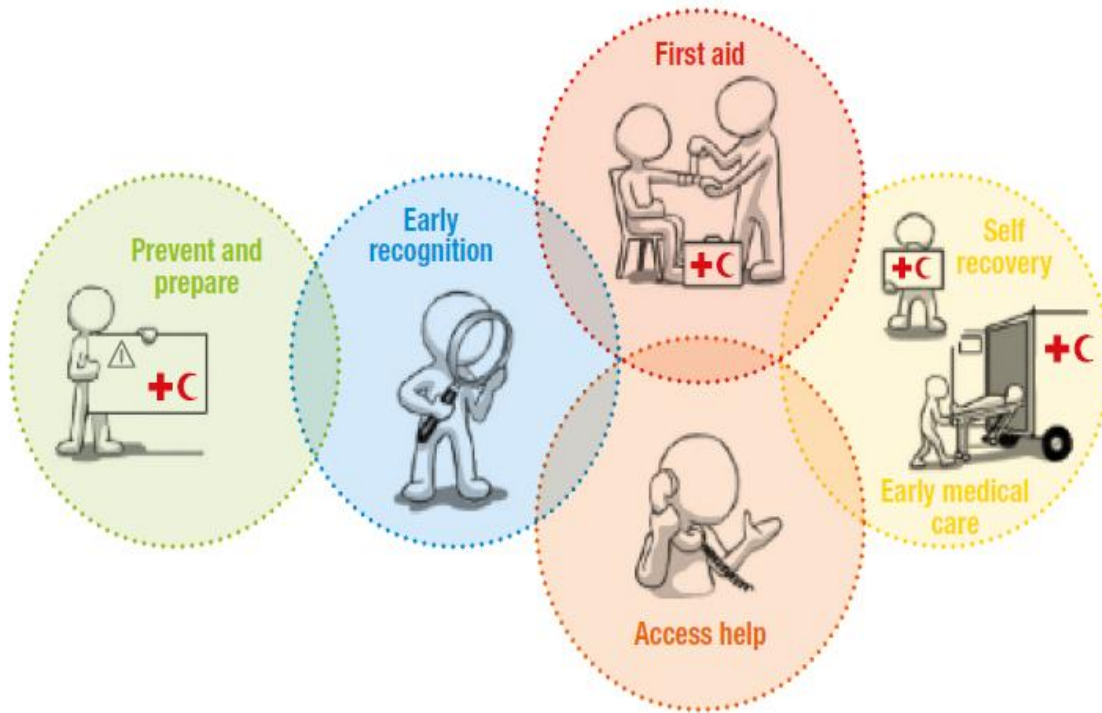 Prevent and
prepare
Early
recognition
First aid
Access help
Self
recovery
Early medical
care